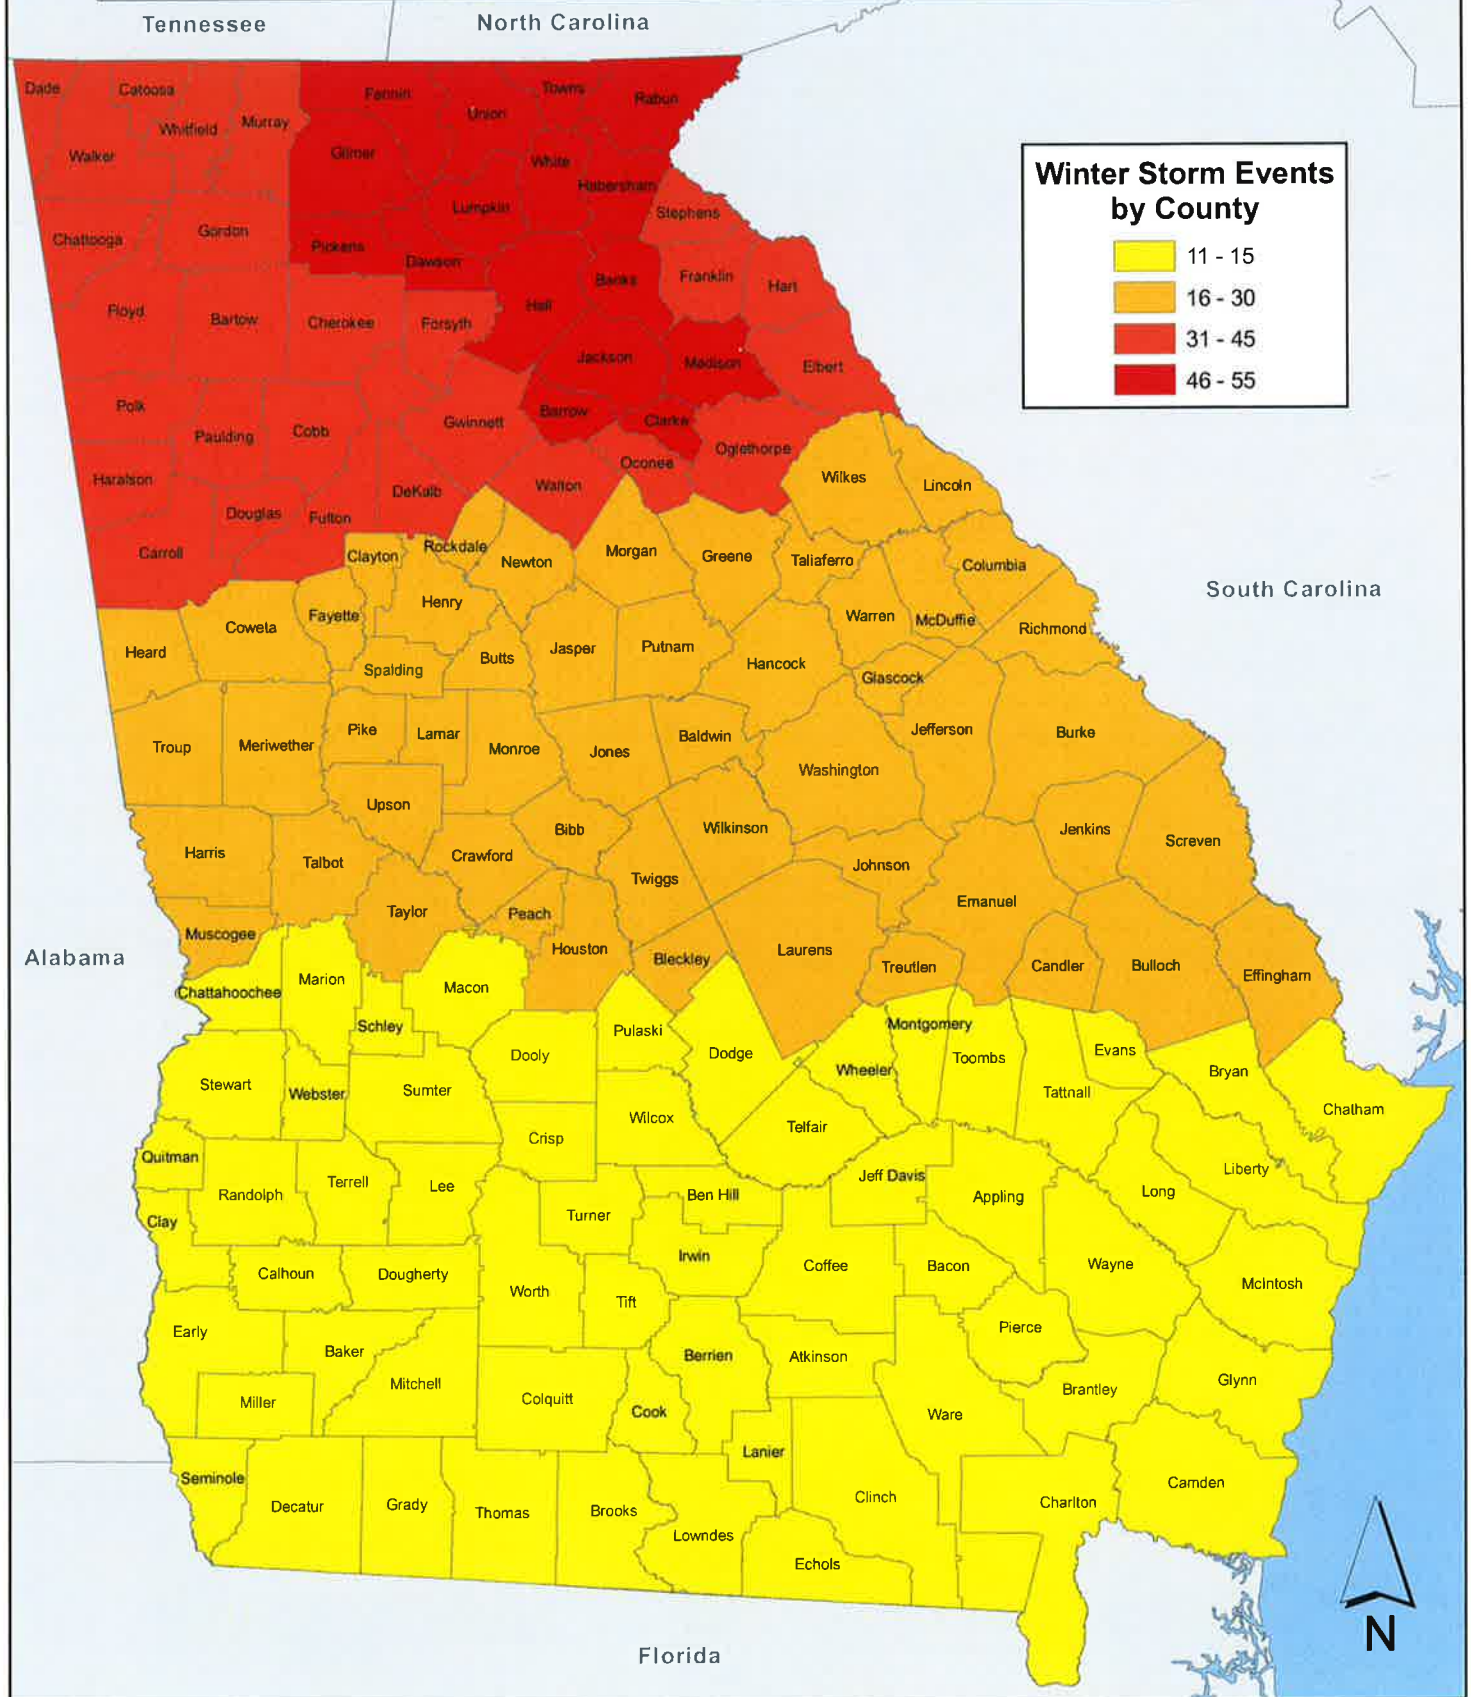 Tennessee
North Carolina
Winter Storm Events
by County
11 - 15
16 - 30
31 - 45
46 - 55
Dade
Catoosa
Whitfield
Murray
Fannin
Union
Towns
Rabun
Walker
Gilmer
White
Habersham
Lumpkin
Stephens
Chattooga
Gordon
Pickens
Dawson
Banks
Franklin
Hart
Floyd
Bartow
Cherokee
Forsyth
Hall
Jackson
Madison
Elbert
Polk
Paulding
Cobb
Gwinnett
Barrow
Clarke
Oglethorpe
Oconee
Haralson
Douglas
Fulton
DeKalb
Walton
Wilkes
Lincoln
Carroll
Clayton
Rockdale
Newton
Morgan
Greene
Taliaferro
Columbia
South Carolina
Heard
Coweta
Fayette
Henry
Spalding
Butts
Jasper
Putnam
Hancock
Warren
McDuffie
Richmond
Glascock
Troup
Meriwether
Pike
Lamar
Monroe
Jones
Baldwin
Washington
Jefferson
Burke
Upson
Bibb
Wilkinson
Jenkins
Screven
Harris
Talbot
Crawford
Twiggs
Johnson
Emanuel
Taylor
Peach
Muscogee
Houston
Bleckley
Laurens
Treutlen
Candler
Bulloch
Effingham
Alabama
Chattahoochee
Marion
Macon
Schley
Dooly
Pulaski
Dodge
Montgomery
Wheeler
Toombs
Evans
Tattnall
Bryan
Chatham
Stewart
Webster
Sumter
Crisp
Wilcox
Telfair
Quitman
Randolph
Terrell
Lee
Turner
Ben Hill
Jeff Davis
Appling
Long
Liberty
Clay
Calhoun
Dougherty
Worth
Irwin
Tift
Coffee
Bacon
Wayne
McIntosh
Early
Baker
Miller
Mitchell
Colquitt
Berrien
Cook
Atkinson
Pierce
Brantley
Glynn
Ware
Lanier
Seminole
Decatur
Grady
Thomas
Brooks
Lowndes
Clinch
Echols
Charlton
Camden
Florida
N